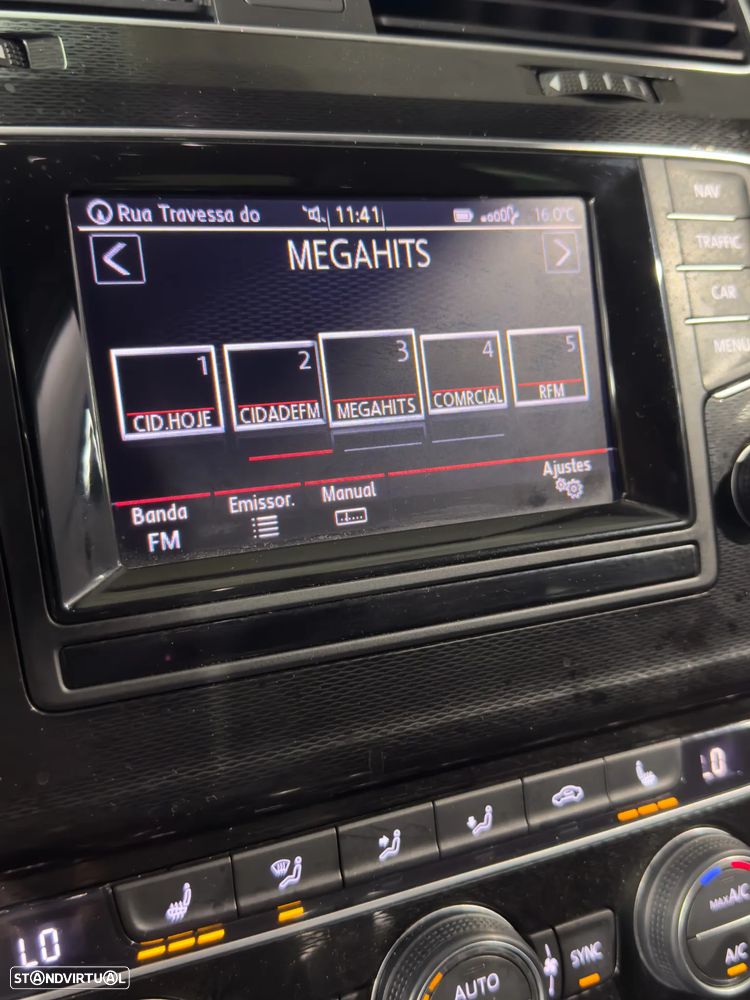 Rua Travessa do 11:41 16.0°C
MEGAHITS
NAV
TRAFFIC
CAR
MENU
1 2 3 4 5
CID.HOJE CIDADEFM MEGAHITS COMRCIAL RFM
Banda Emissor. Manual Ajustes
FM
LO
LO
MAX A/C
SYNC
A/C
AUTO
STANDVIRTUAL